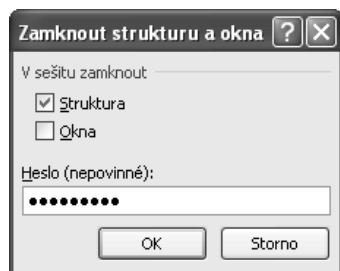 Zamknout strukturu a okna
V sešitu zamknout
Struktura
Okna
Heslo (nepovinné):
•••••••••
OK Storno